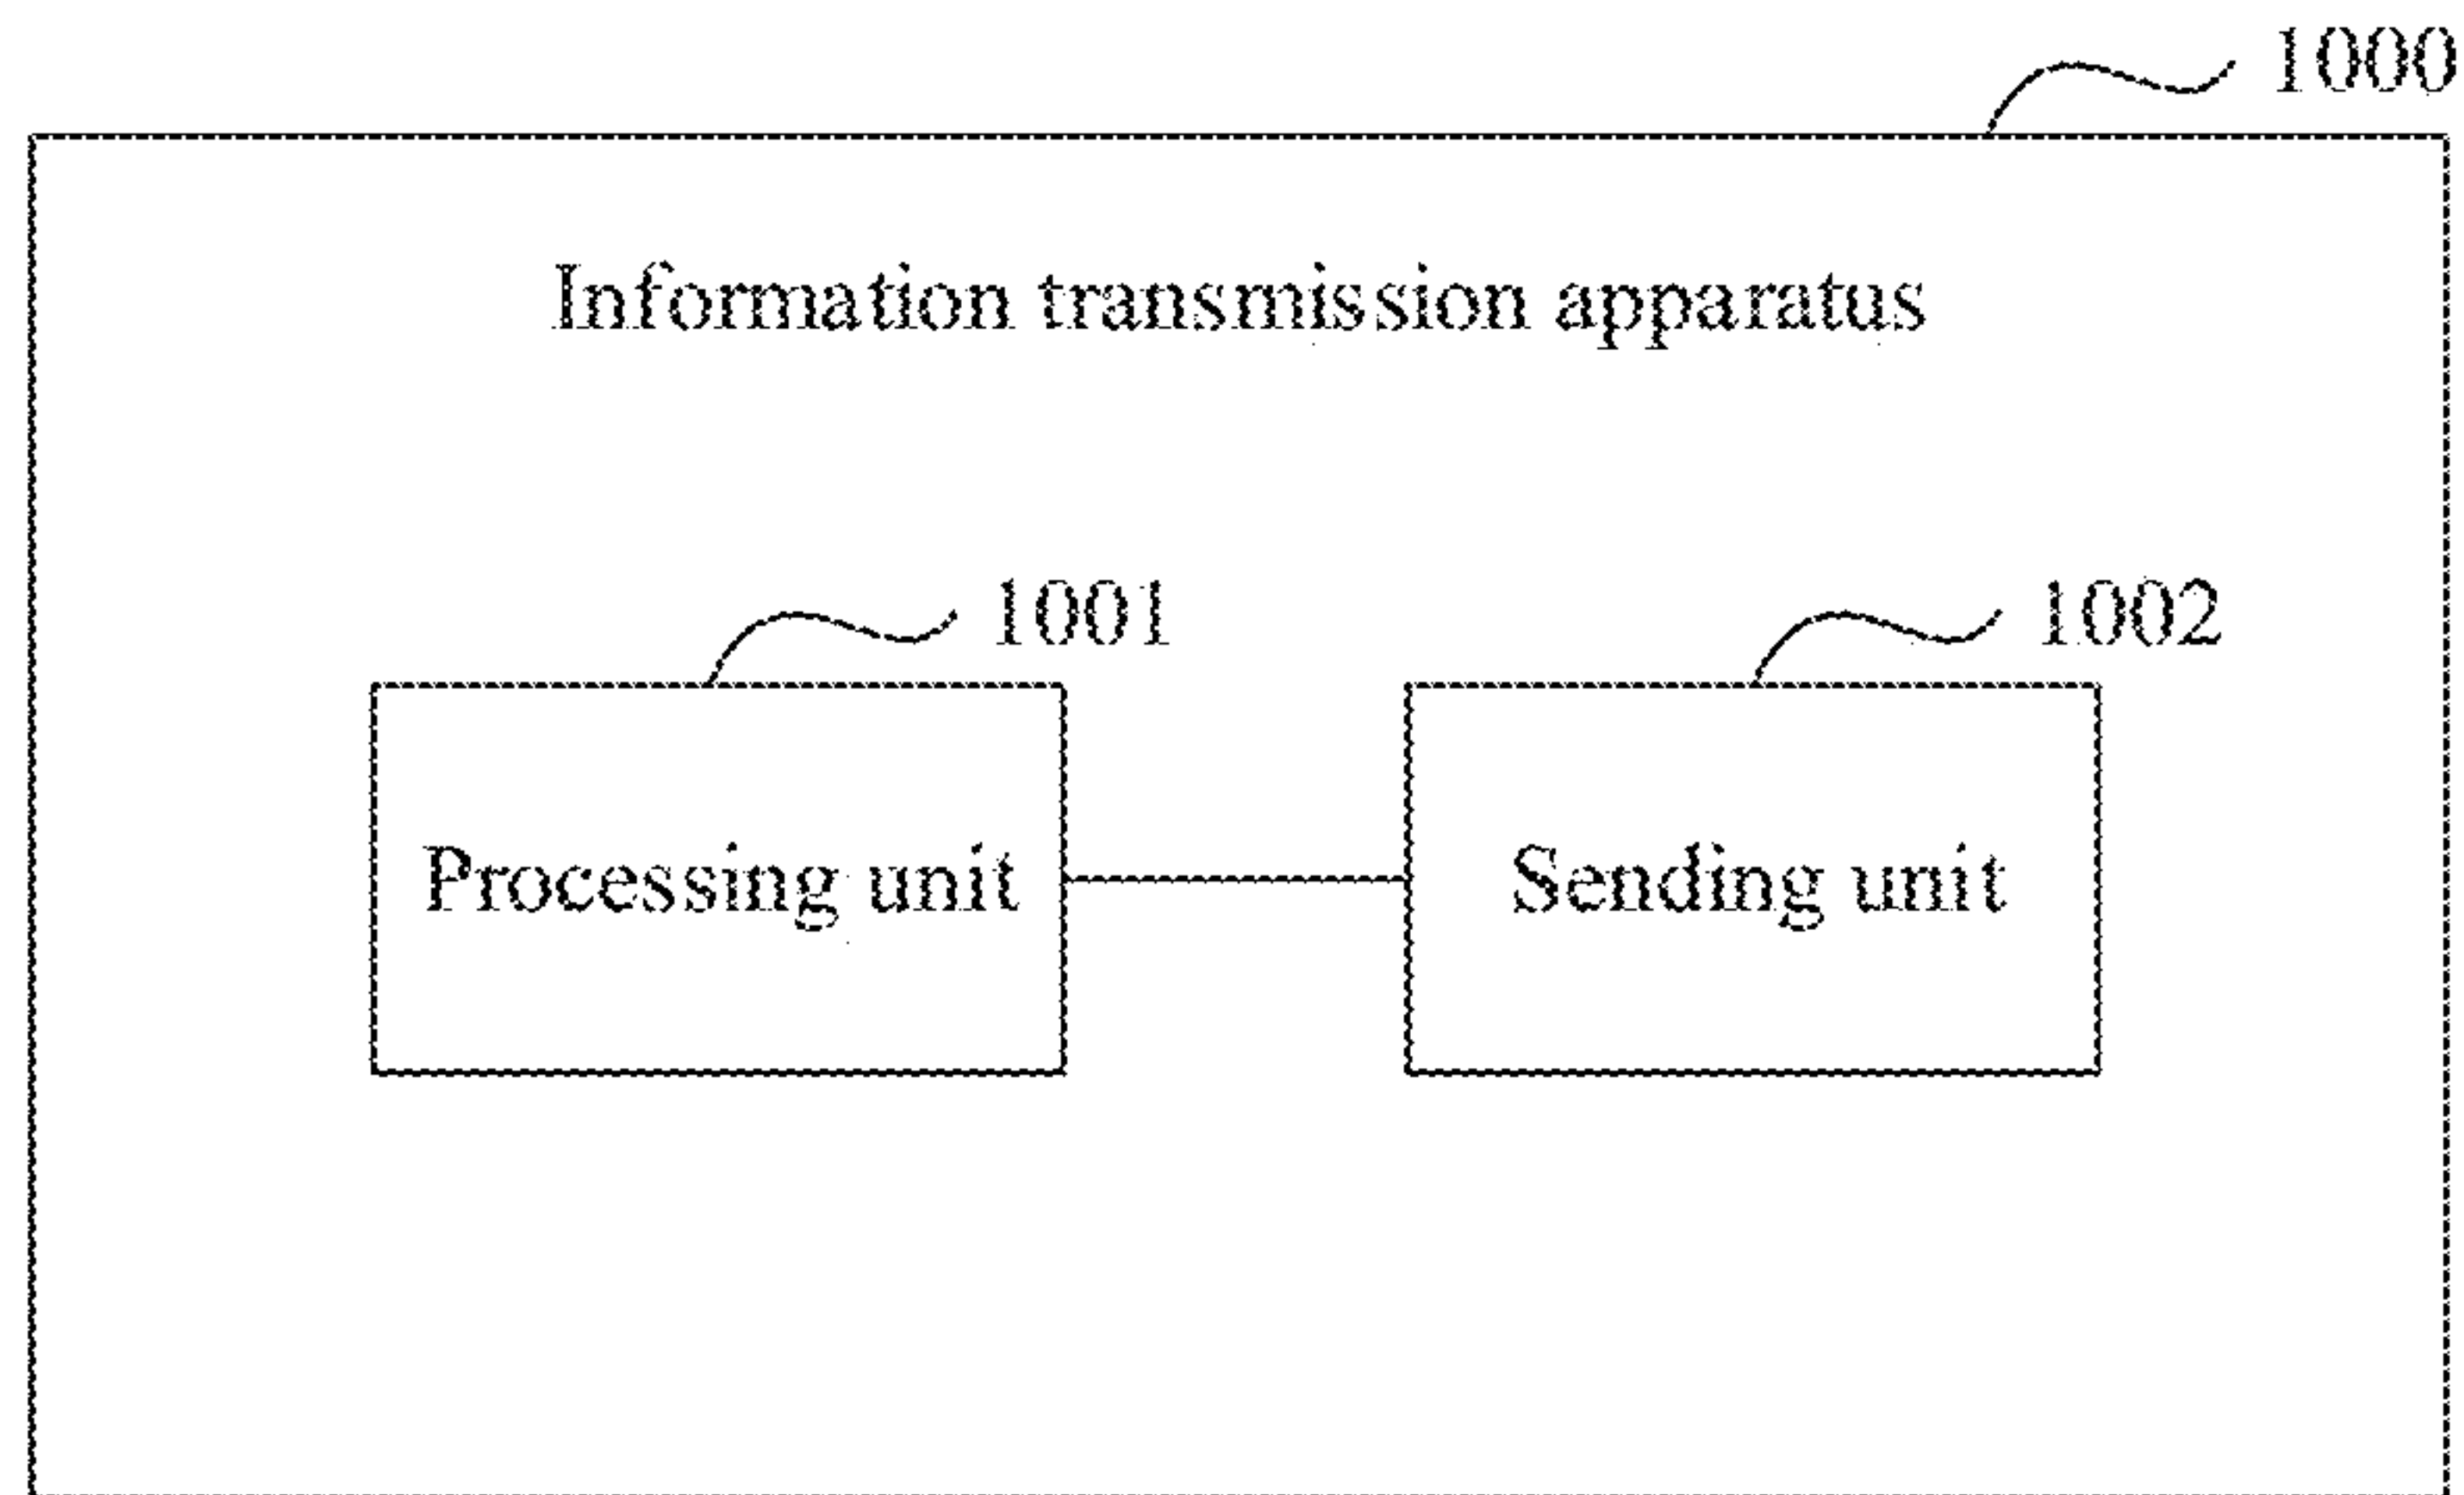 1000
Information transmission apparatus
1001
1002
Processing unit
Sending unit